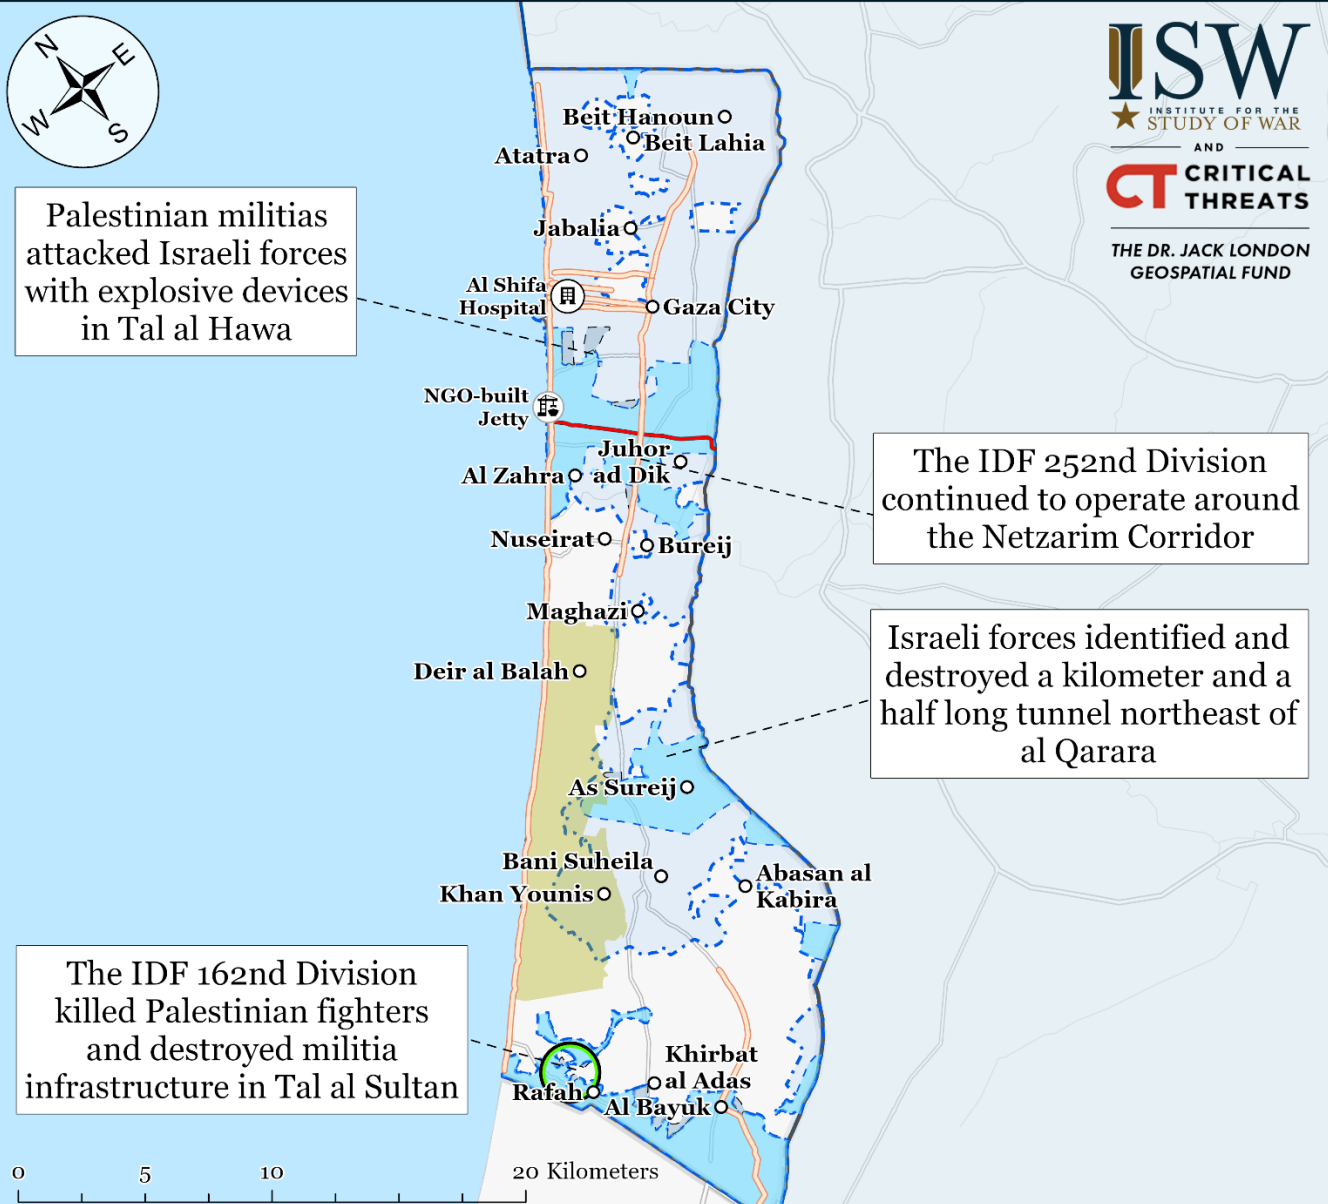 N
E
W
S
ISW
INSTITUTE FOR THE
STUDY OF WAR
AND
CT CRITICAL
THREATS
THE DR. JACK LONDON
GEOSPATIAL FUND
Beit Hanoun
Beit Lahia
Atatra
Palestinian militias
attacked Israeli forces
with explosive devices
in Tal al Hawa
Jabalia
Al Shifa
Hospital
Gaza City
NGO-built
Jetty
Juhor
ad Dik
Al Zahra
The IDF 252nd Division
continued to operate around
the Netzarim Corridor
Nuseirat
Bureij
Maghazi
Deir al Balah
Israeli forces identified and
destroyed a kilometer and a
half long tunnel northeast of
al Qarara
As Sureij
Bani Suheila
Abasan al
Kabira
Khan Younis
The IDF 162nd Division
killed Palestinian fighters
and destroyed militia
infrastructure in Tal al Sultan
Khirbat
al Adas
Rafah
Al Bayuk
0 5 10 20 Kilometers